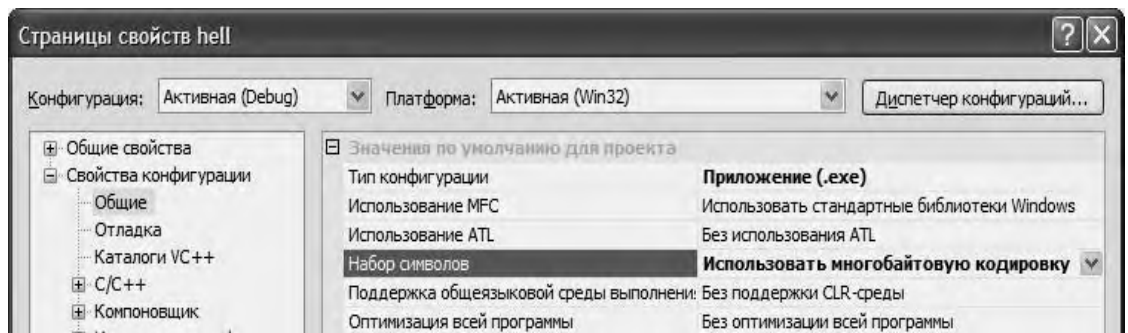 Страницы свойств hell
Конфигурация: Активная (Debug) Платформа: Активная (Win32) Диспетчер конфигураций...
Общие свойства
Свойства конфигурации
Общие
Отладка
Каталоги VC++
C/C++
Компоновщик
Значения по умолчанию для проекта
Тип конфигурации Приложение (.exe)
Использование MFC Использовать стандартные библиотеки Windows
Использование ATL Без использования ATL
Набор символов Использовать многобайтовую кодировку
Поддержка общеязыковой среды выполнения: Без поддержки CLR-среды
Оптимизация всей программы Без оптимизации всей программы